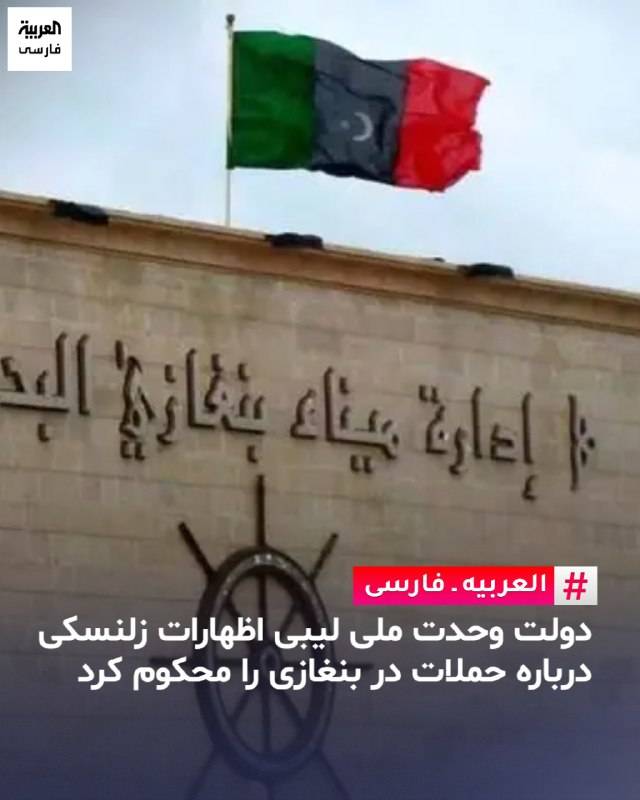 العربية
فارسی
إدارة ميناء بنغازي
# العربیه ـ فارسی
دولت وحدت ملی لیبی اظهارات زلنسکی
درباره حملات در بنغازی را محکوم کرد